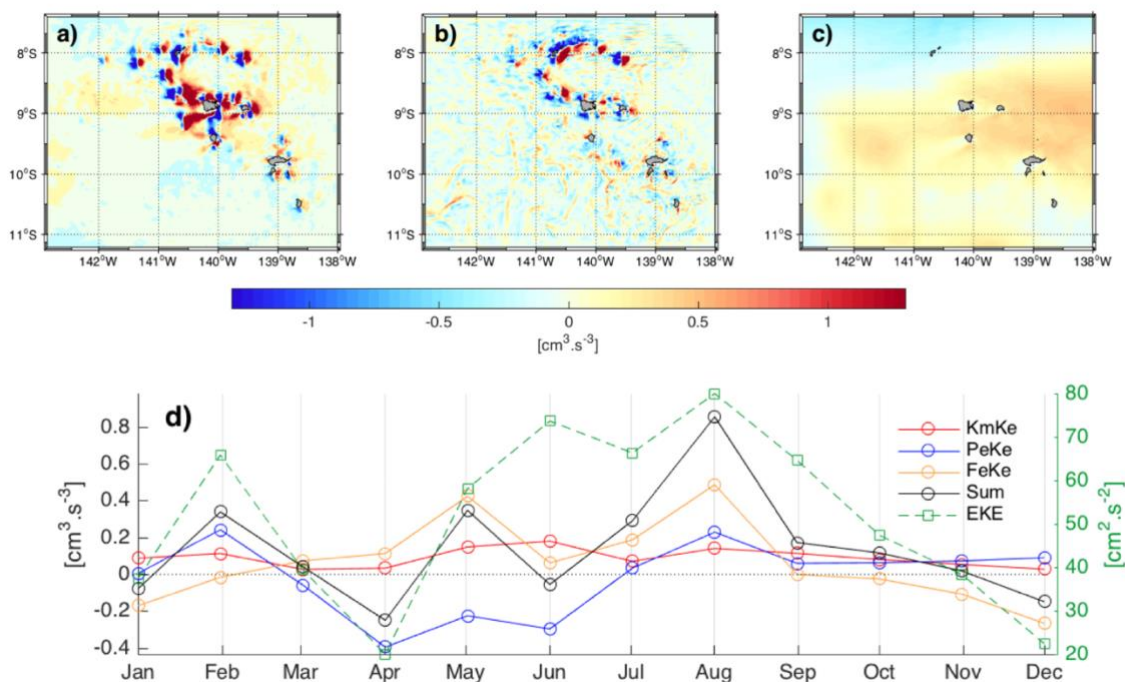 a) b) c)
8°S 8°S 8°S
9°S 9°S 9°S
10°S 10°S 10°S
11°S 11°S 11°S
142°W 141°W 140°W 139°W 138°W 142°W 141°W 140°W 139°W 138°W 142°W 141°W 140°W 139°W 138°W
-1 -0.5 0 0.5 1
[cm³.s⁻³]
d)
[cm³.s⁻³]
0.8
0.6
0.4
0.2
0
-0.2
-0.4
KmKe
PeKe
FeKe
Sum
EKE
80
70
60
50
40
30
20
[cm².s⁻²]
Jan Feb Mar Apr May Jun Jul Aug Sep Oct Nov Dec